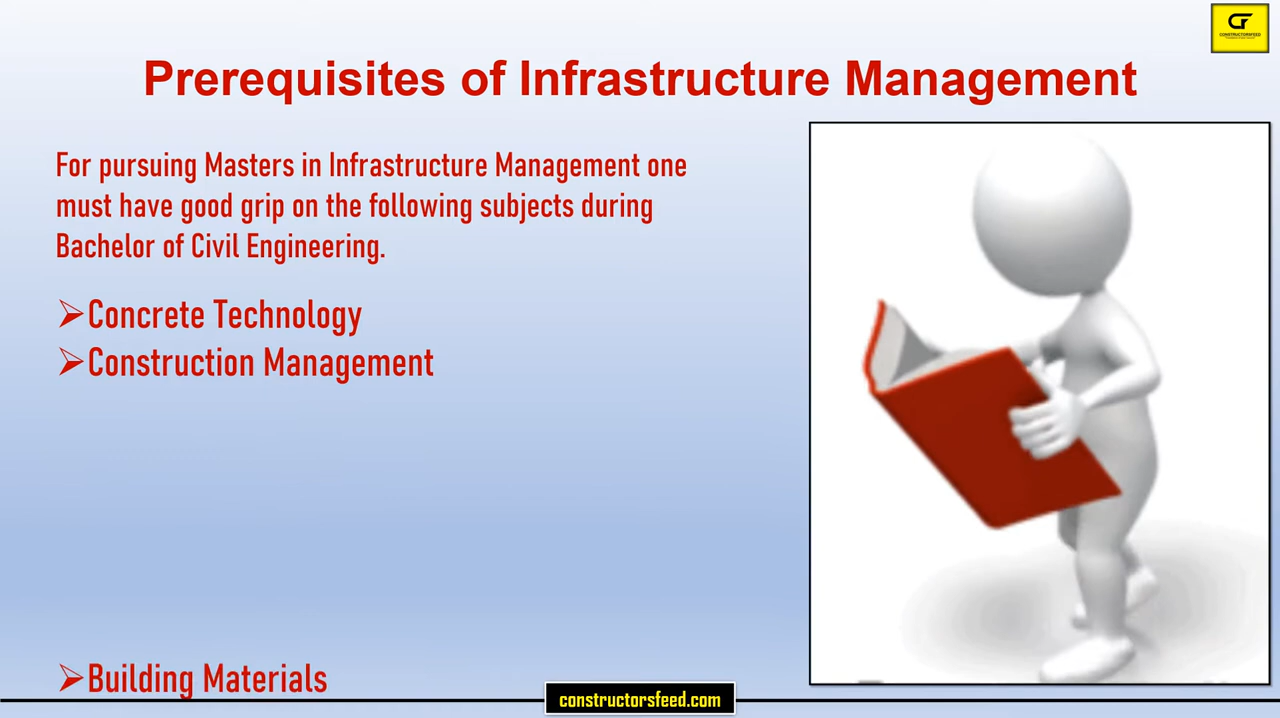 CONSTRUCTORSFEED
Prerequisites of Infrastructure Management
For pursuing Masters in Infrastructure Management one
must have good grip on the following subjects during
Bachelor of Civil Engineering.
➢Concrete Technology
➢Construction Management
➢Building Materials
constructorsfeed.com